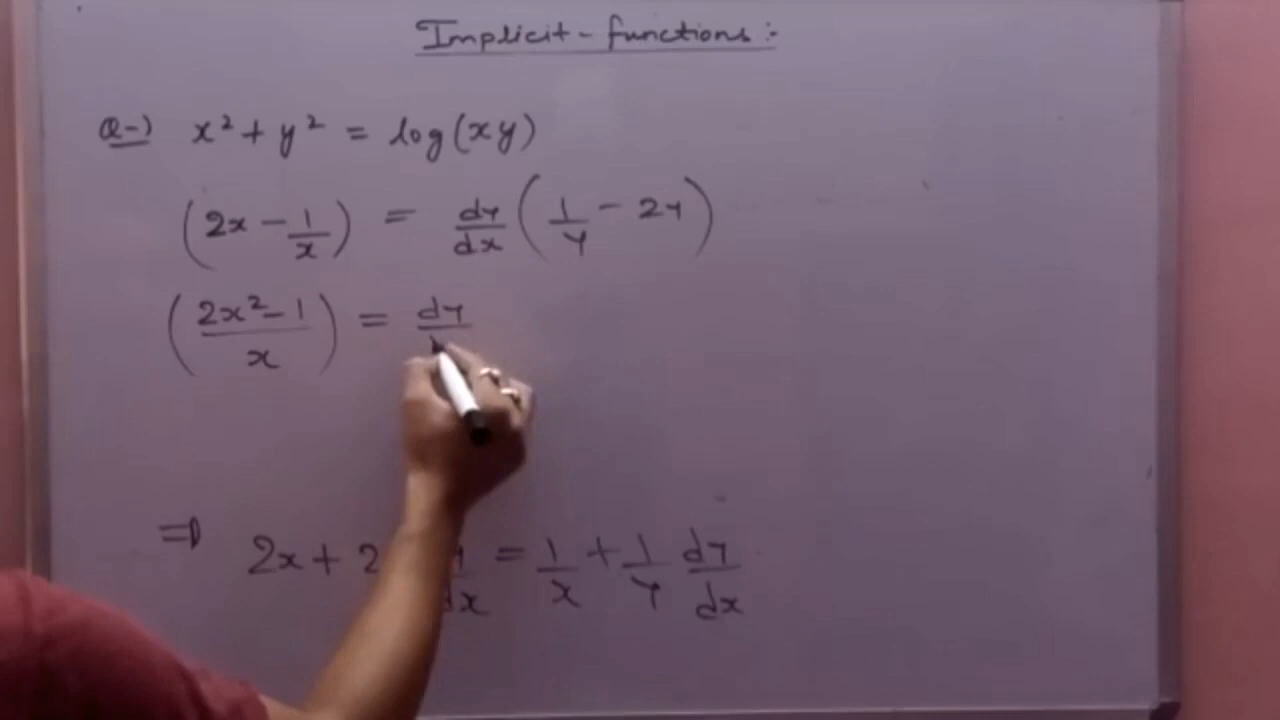 Implicit - functions :-
Q-) x² + y² = log(xy)
(2x - 1/x) = dy/dx (1/y - 2y)
(2x² - 1 / x) = dy
⇒ 2x + 2 dx = 1/x + 1/y dy/dx